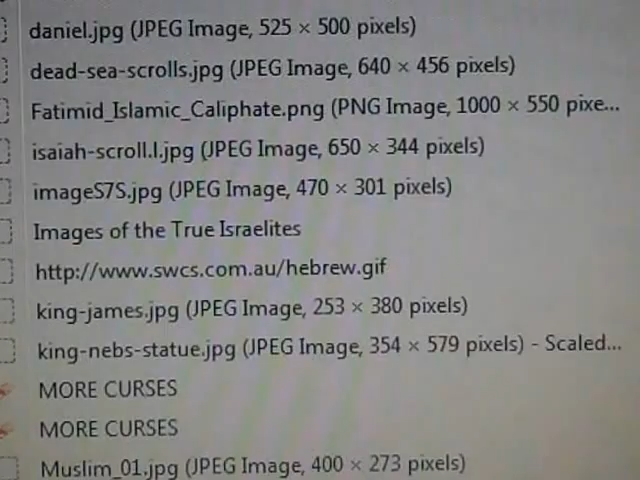 daniel.jpg (JPEG Image, 525 × 500 pixels)
dead-sea-scrolls.jpg (JPEG Image, 640 × 456 pixels)
Fatimid_Islamic_Caliphate.png (PNG Image, 1000 × 550 pixe...
isaiah-scroll.l.jpg (JPEG Image, 650 × 344 pixels)
imageS7S.jpg (JPEG Image, 470 × 301 pixels)
Images of the True Israelites
http://www.swcs.com.au/hebrew.gif
king-james.jpg (JPEG Image, 253 × 380 pixels)
king-nebs-statue.jpg (JPEG Image, 354 × 579 pixels) - Scaled...
MORE CURSES
MORE CURSES
Muslim_01.jpg (JPEG Image, 400 × 273 pixels)